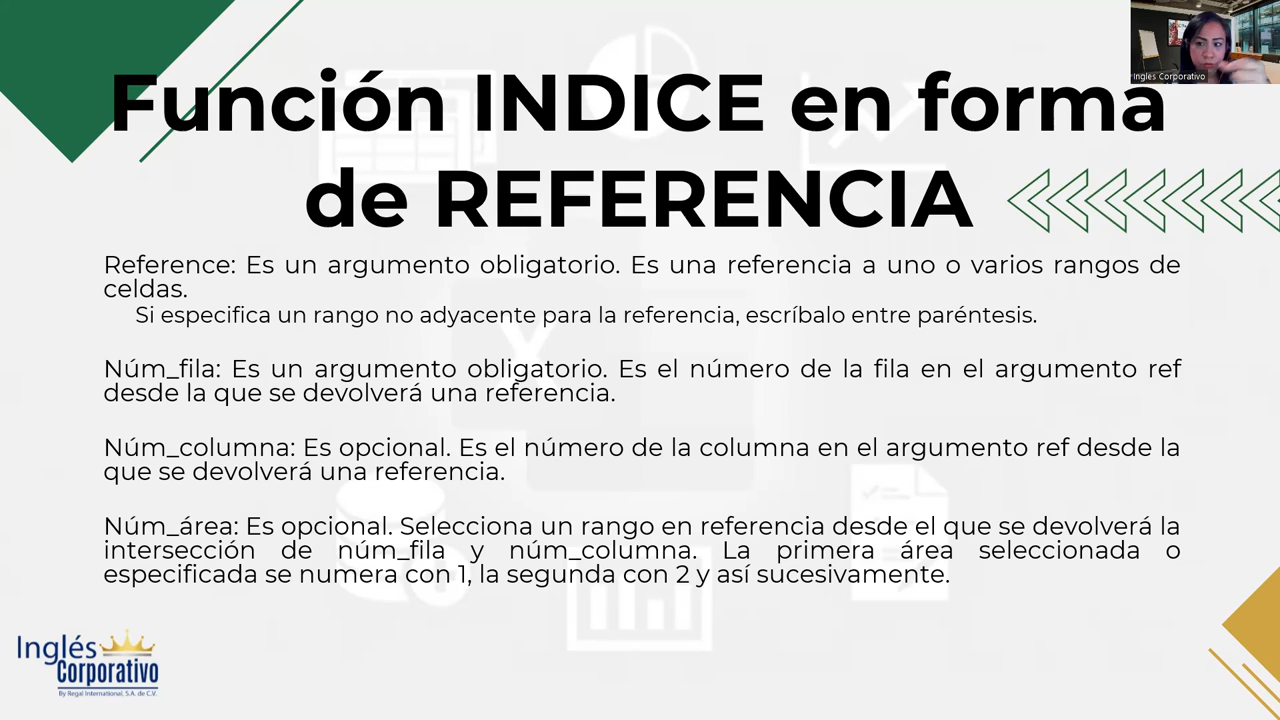 Inglés Corporativo
Función INDICE en forma
de REFERENCIA
Reference: Es un argumento obligatorio. Es una referencia a uno o varios rangos de
celdas.
Si especifica un rango no adyacente para la referencia, escríbalo entre paréntesis.
Núm_fila: Es un argumento obligatorio. Es el número de la fila en el argumento ref
desde la que se devolverá una referencia.
Núm_columna: Es opcional. Es el número de la columna en el argumento ref desde la
que se devolverá una referencia.
Núm_área: Es opcional. Selecciona un rango en referencia desde el que se devolverá la
intersección de núm_fila y núm_columna. La primera área seleccionada o
especificada se numera con 1, la segunda con 2 y así sucesivamente.
Inglés
Corporativo
By Regal International, S.A. de C.V.